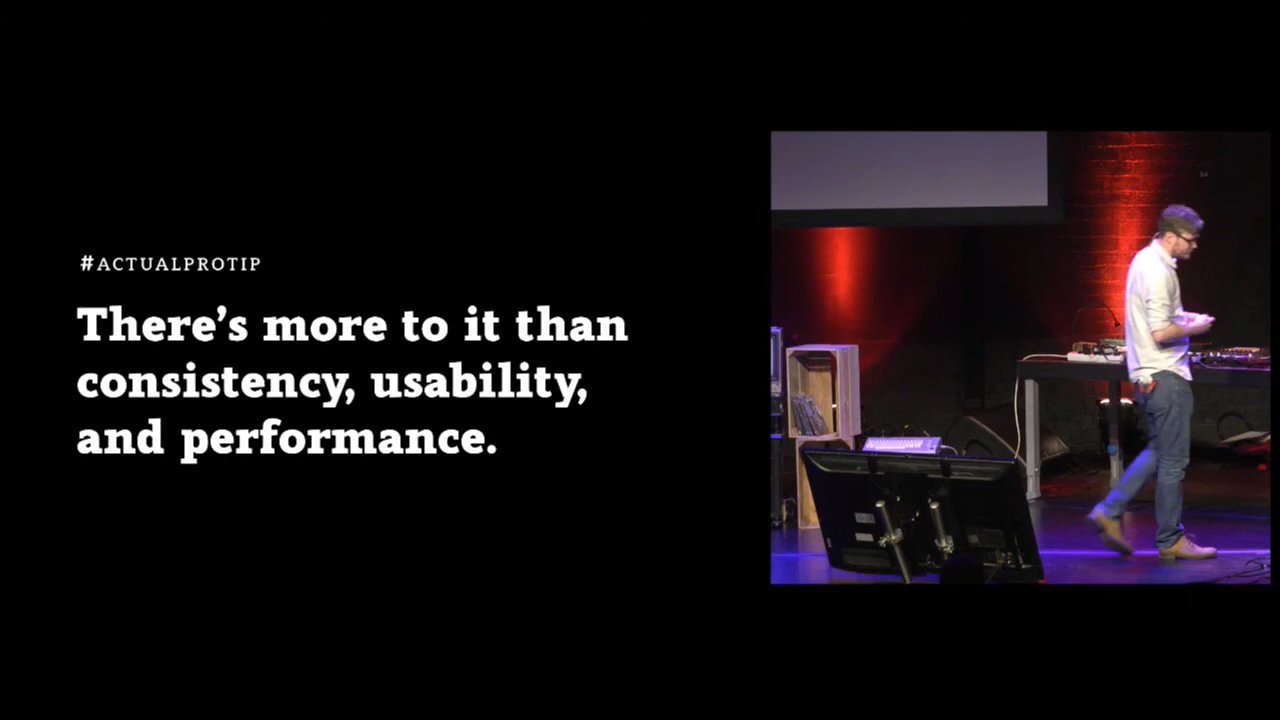 #ACTUALPROTIP
There’s more to it than
consistency, usability,
and performance.